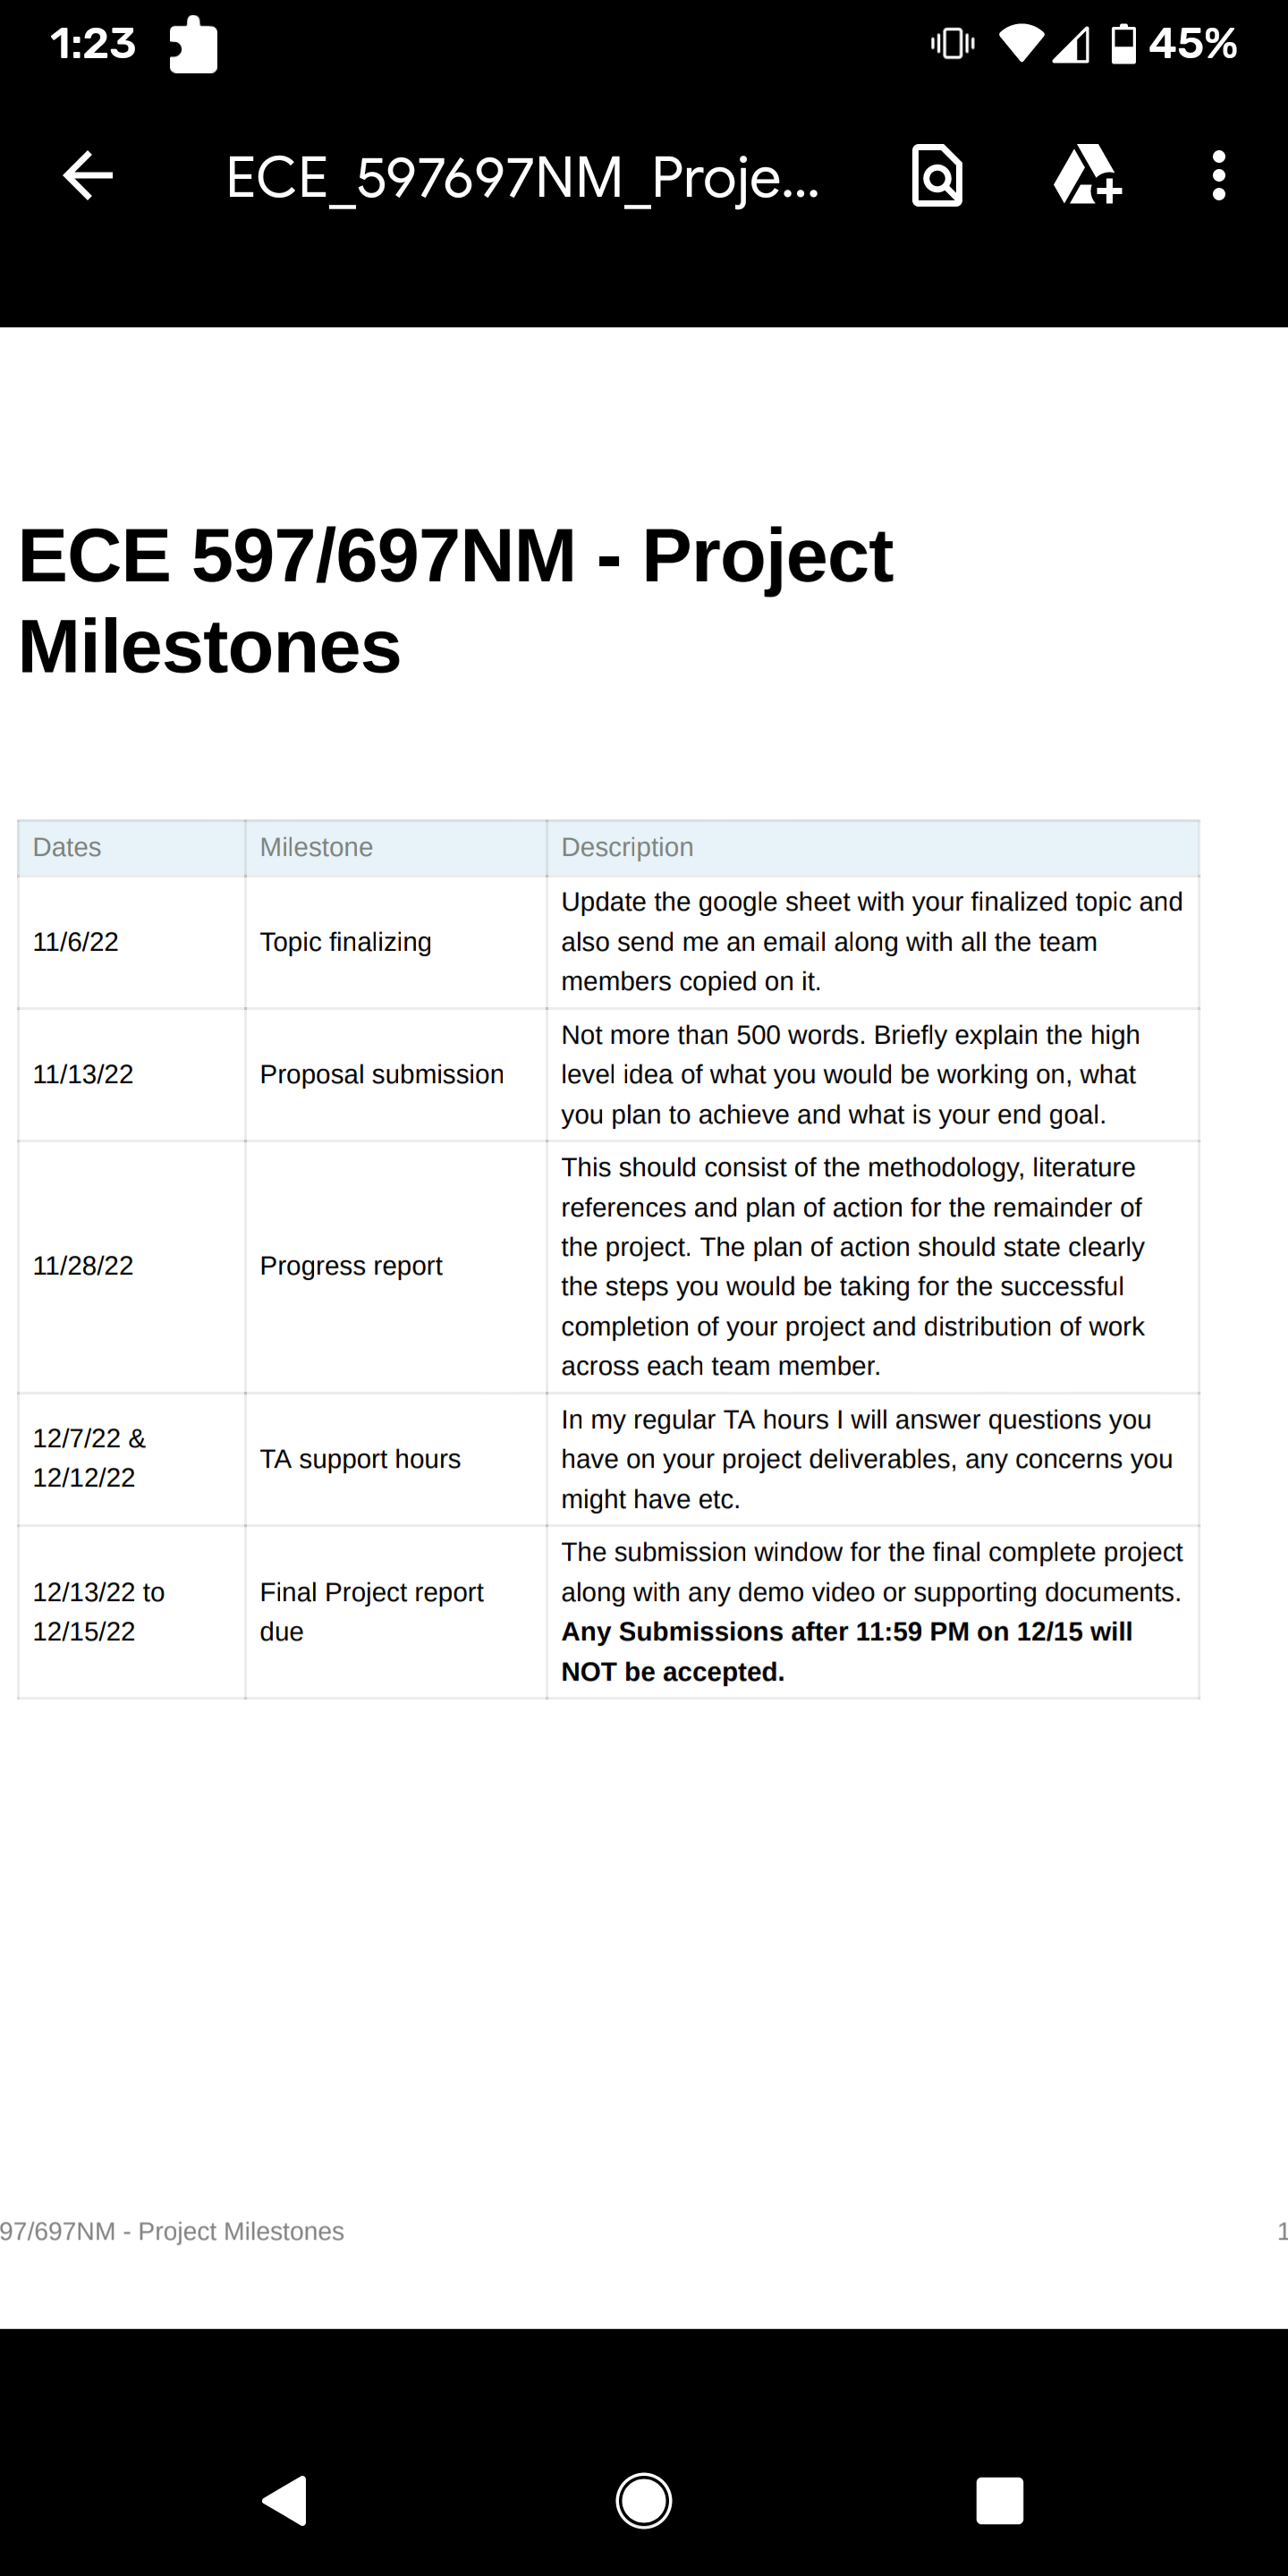 1:23
45%
ECE_597697NM_Proje...
ECE 597/697NM - Project
Milestones
Dates
Milestone
Description
11/6/22
Topic finalizing
Update the google sheet with your finalized topic and
also send me an email along with all the team
members copied on it.
11/13/22
Proposal submission
Not more than 500 words. Briefly explain the high
level idea of what you would be working on, what
you plan to achieve and what is your end goal.
11/28/22
Progress report
This should consist of the methodology, literature
references and plan of action for the remainder of
the project. The plan of action should state clearly
the steps you would be taking for the successful
completion of your project and distribution of work
across each team member.
12/7/22 &
12/12/22
TA support hours
In my regular TA hours I will answer questions you
have on your project deliverables, any concerns you
might have etc.
12/13/22 to
12/15/22
Final Project report
due
The submission window for the final complete project
along with any demo video or supporting documents.
Any Submissions after 11:59 PM on 12/15 will
NOT be accepted.
97/697NM - Project Milestones
1